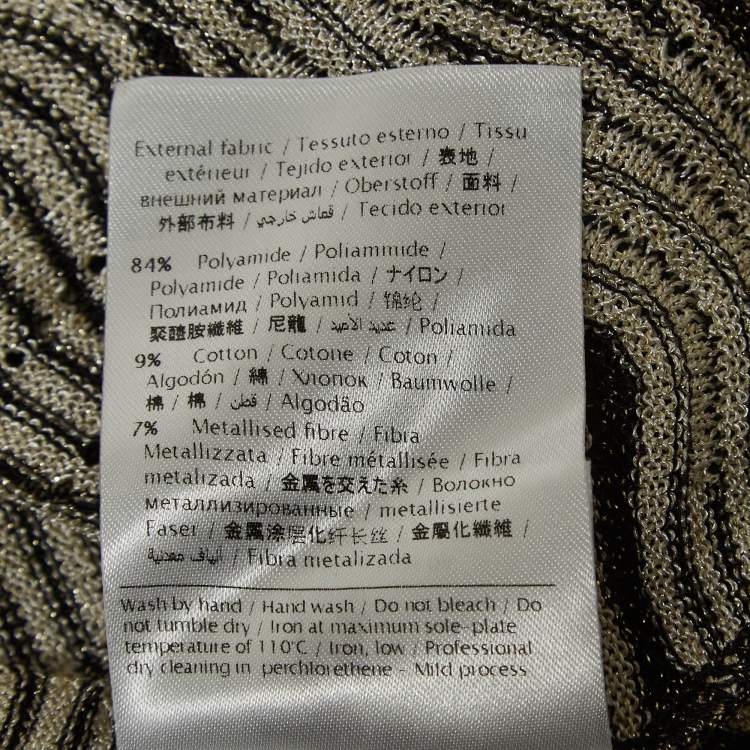 External fabric / Tessuto esterno / Tissu
extérieur / Tejido exterior / 表地 /
внешний материал / Oberstoff / 面料 /
外部布料 / قماش خارجي / Tecido exterior
84% Polyamide / Poliammide /
Polyamide / Poliamida / ナイロン /
Полиамид / Polyamid / 锦纶 /
聚醯胺纖維 / 尼龍 / عديد الأميد / Poliamida
9% Cotton / Cotone / Coton /
Algodón / 綿 / Хлопок / Baumwolle /
棉 / 棉 / قطن / Algodão
7% Metallised fibre / Fibra
Metallizzata / Fibre métallisée / Fibra
metalizada / 金属を交えた糸 / Волокно
металлизированные / metallisierte
Faser / 金属涂层化纤长丝 / 金屬化纖維 /
ألياف معدنية / Fibra metalizada
Wash by hand / Hand wash / Do not bleach / Do
not tumble dry / Iron at maximum sole-plate
temperature of 110°C / Iron, low / Professional
dry cleaning in perchlorethene - Mild process